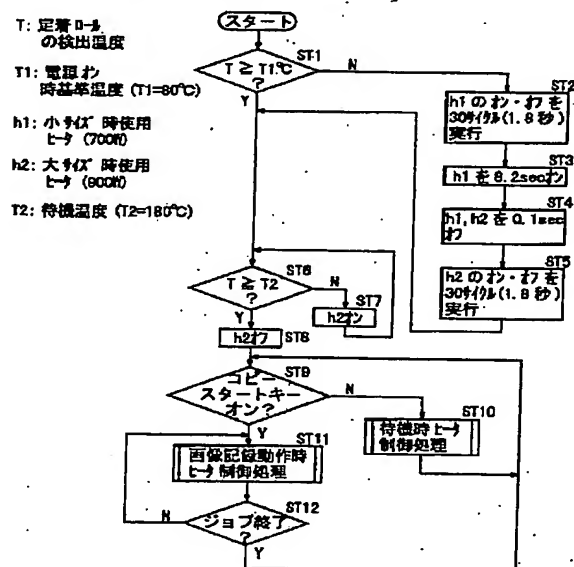 T: 定着ロール
の検出温度
T1: 電源オン
時基準温度 (T1=80℃)
h1: 小サイズ時使用
ヒータ (700W)
h2: 大サイズ時使用
ヒータ (900W)
T2: 待機温度 (T2=180℃)
スタート
ST1
T ≧ T1℃
?
N
Y
ST2
h1 のオン・オフを
30サイクル(1.8 秒)
実行
ST3
h1 を 8.2secオン
ST4
h1, h2 を 0.1sec
オフ
ST5
h2 のオン・オフを
30サイクル(1.8 秒)
実行
ST6
T ≧ T2
?
N
Y
ST7
h2オン
h2オフ
ST8
ST9
コピー
スタートキー
オン?
N
Y
ST10
待機時ヒータ
制御処理
ST11
画像記録動作時
ヒータ制御処理
ST12
ジョブ終了
?
N
Y